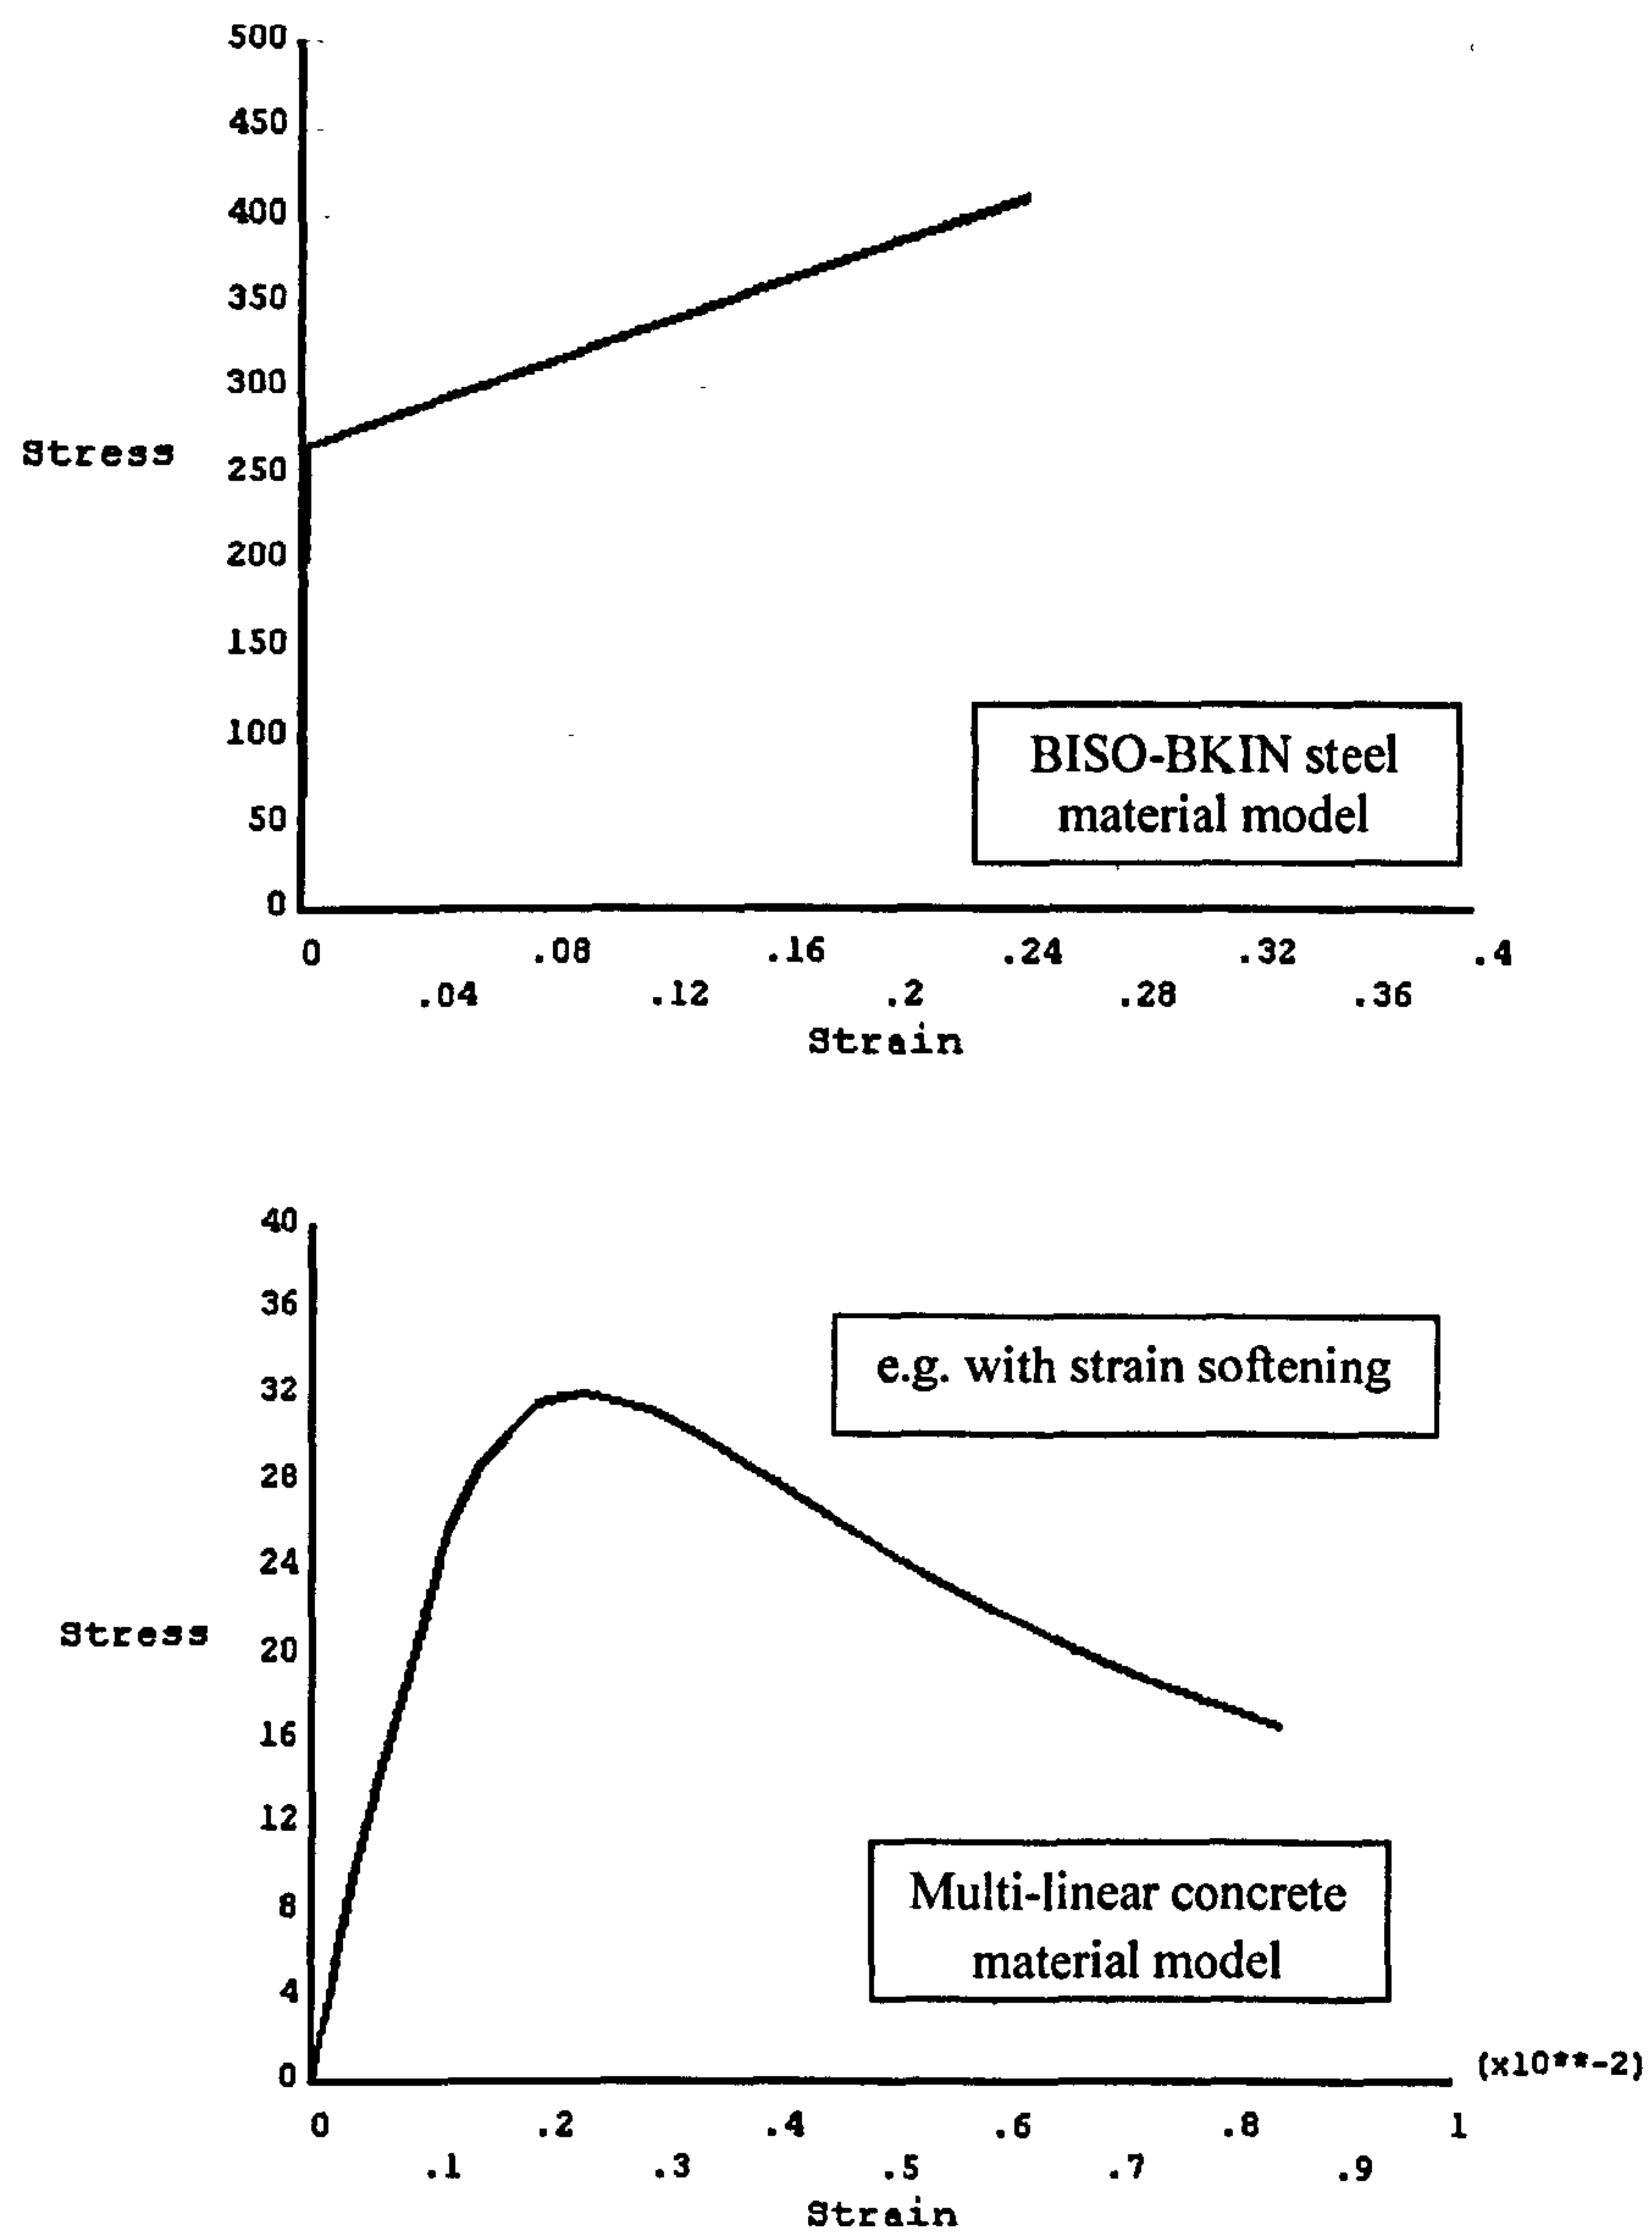 500
450
400
350
300
Stress
250
200
150
100
50
0
BISO-BKIN steel
material model
0 .08 .16 .24 .32 .4
.04 .12 .2 .28 .36
Strain
40
36
32
28
24
Stress
20
16
12
8
4
0
e.g. with strain softening
Multi-linear concrete
material model
(x10**-2)
0 .2 .4 .6 .8 1
.1 .3 .5 .7 .9
Strain